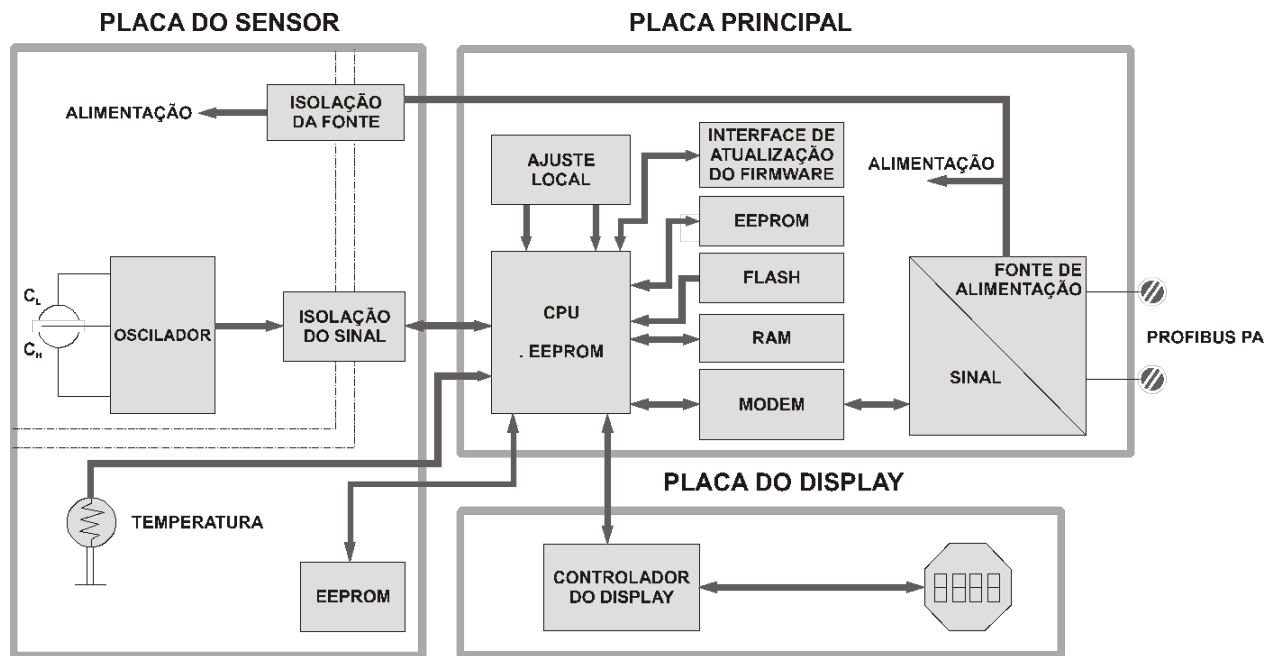 PLACA DO SENSOR
PLACA PRINCIPAL
ALIMENTAÇÃO
ISOLAÇÃO
DA FONTE
AJUSTE
LOCAL
INTERFACE DE
ATUALIZAÇÃO
DO FIRMWARE
ALIMENTAÇÃO
EEPROM
FLASH
RAM
MODEM
CPU
. EEPROM
FONTE DE
ALIMENTAÇÃO
SINAL
PROFIBUS PA
CL
CH
OSCILADOR
ISOLAÇÃO
DO SINAL
TEMPERATURA
EEPROM
PLACA DO DISPLAY
CONTROLADOR
DO DISPLAY